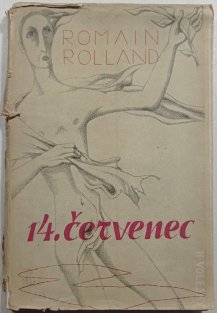 ROMAIN
ROLLAND
14. červenec